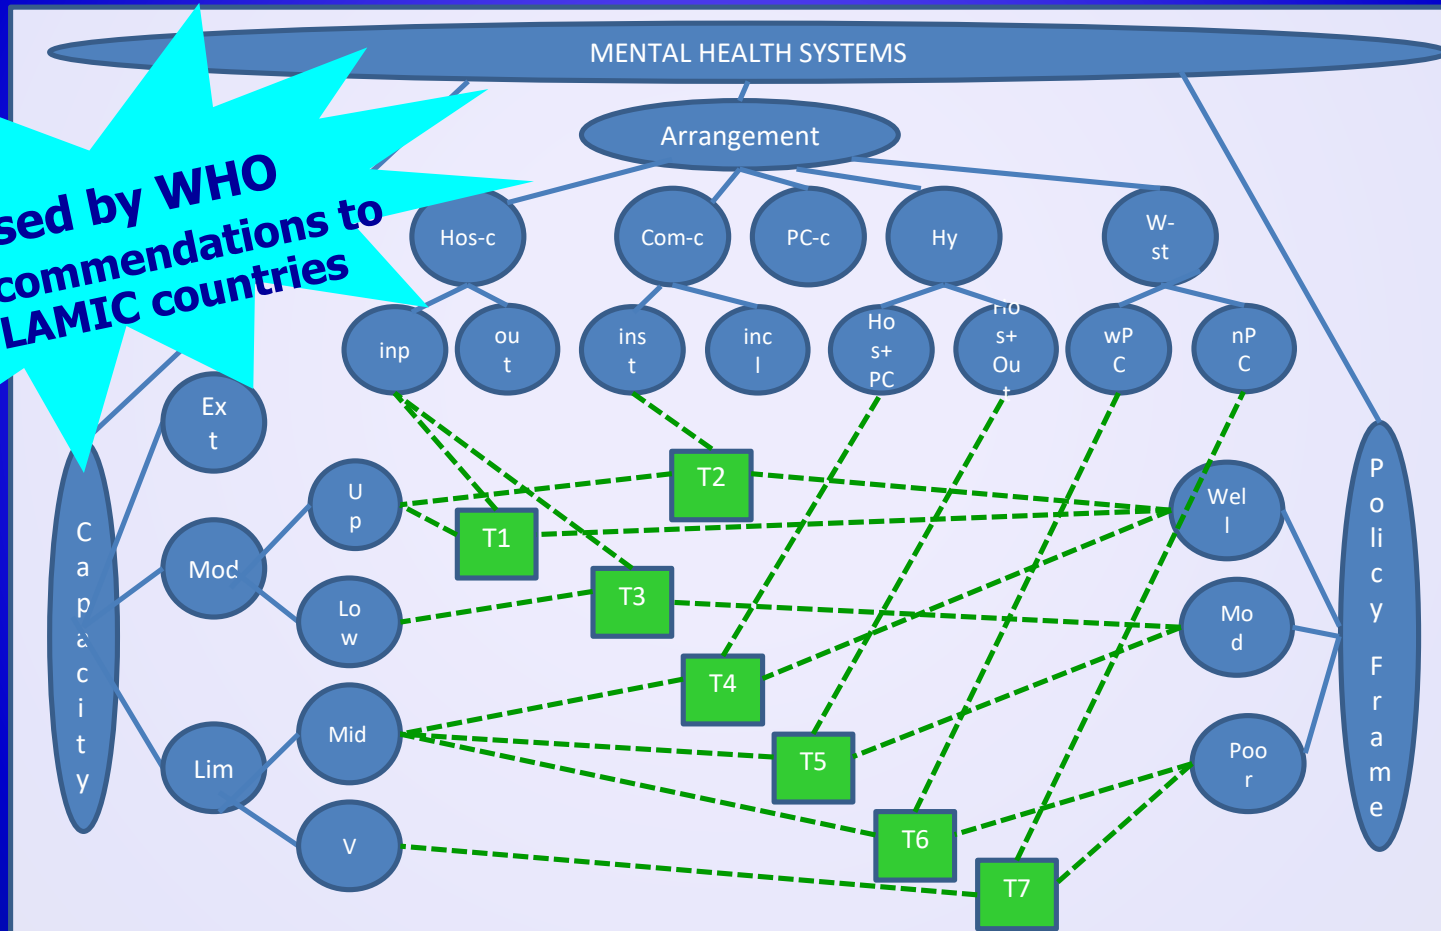 MENTAL HEALTH SYSTEMS
Arrangement
sed by WHO
commendations to
LAMIC countries
Hos-c
Com-c
PC-c
Hy
W-
st
inp
ou
t
ins
t
inc
l
Ho
s+
PC
Ho
s+
Ou
t
wP
C
nP
C
Ex
t
C
a
p
a
c
i
t
y
U
p
Mod
Lo
w
Mid
Lim
V
T2
T1
T3
T4
T5
T6
T7
Wel
l
Mo
d
Poo
r
P
o
li
c
y
F
r
a
m
e